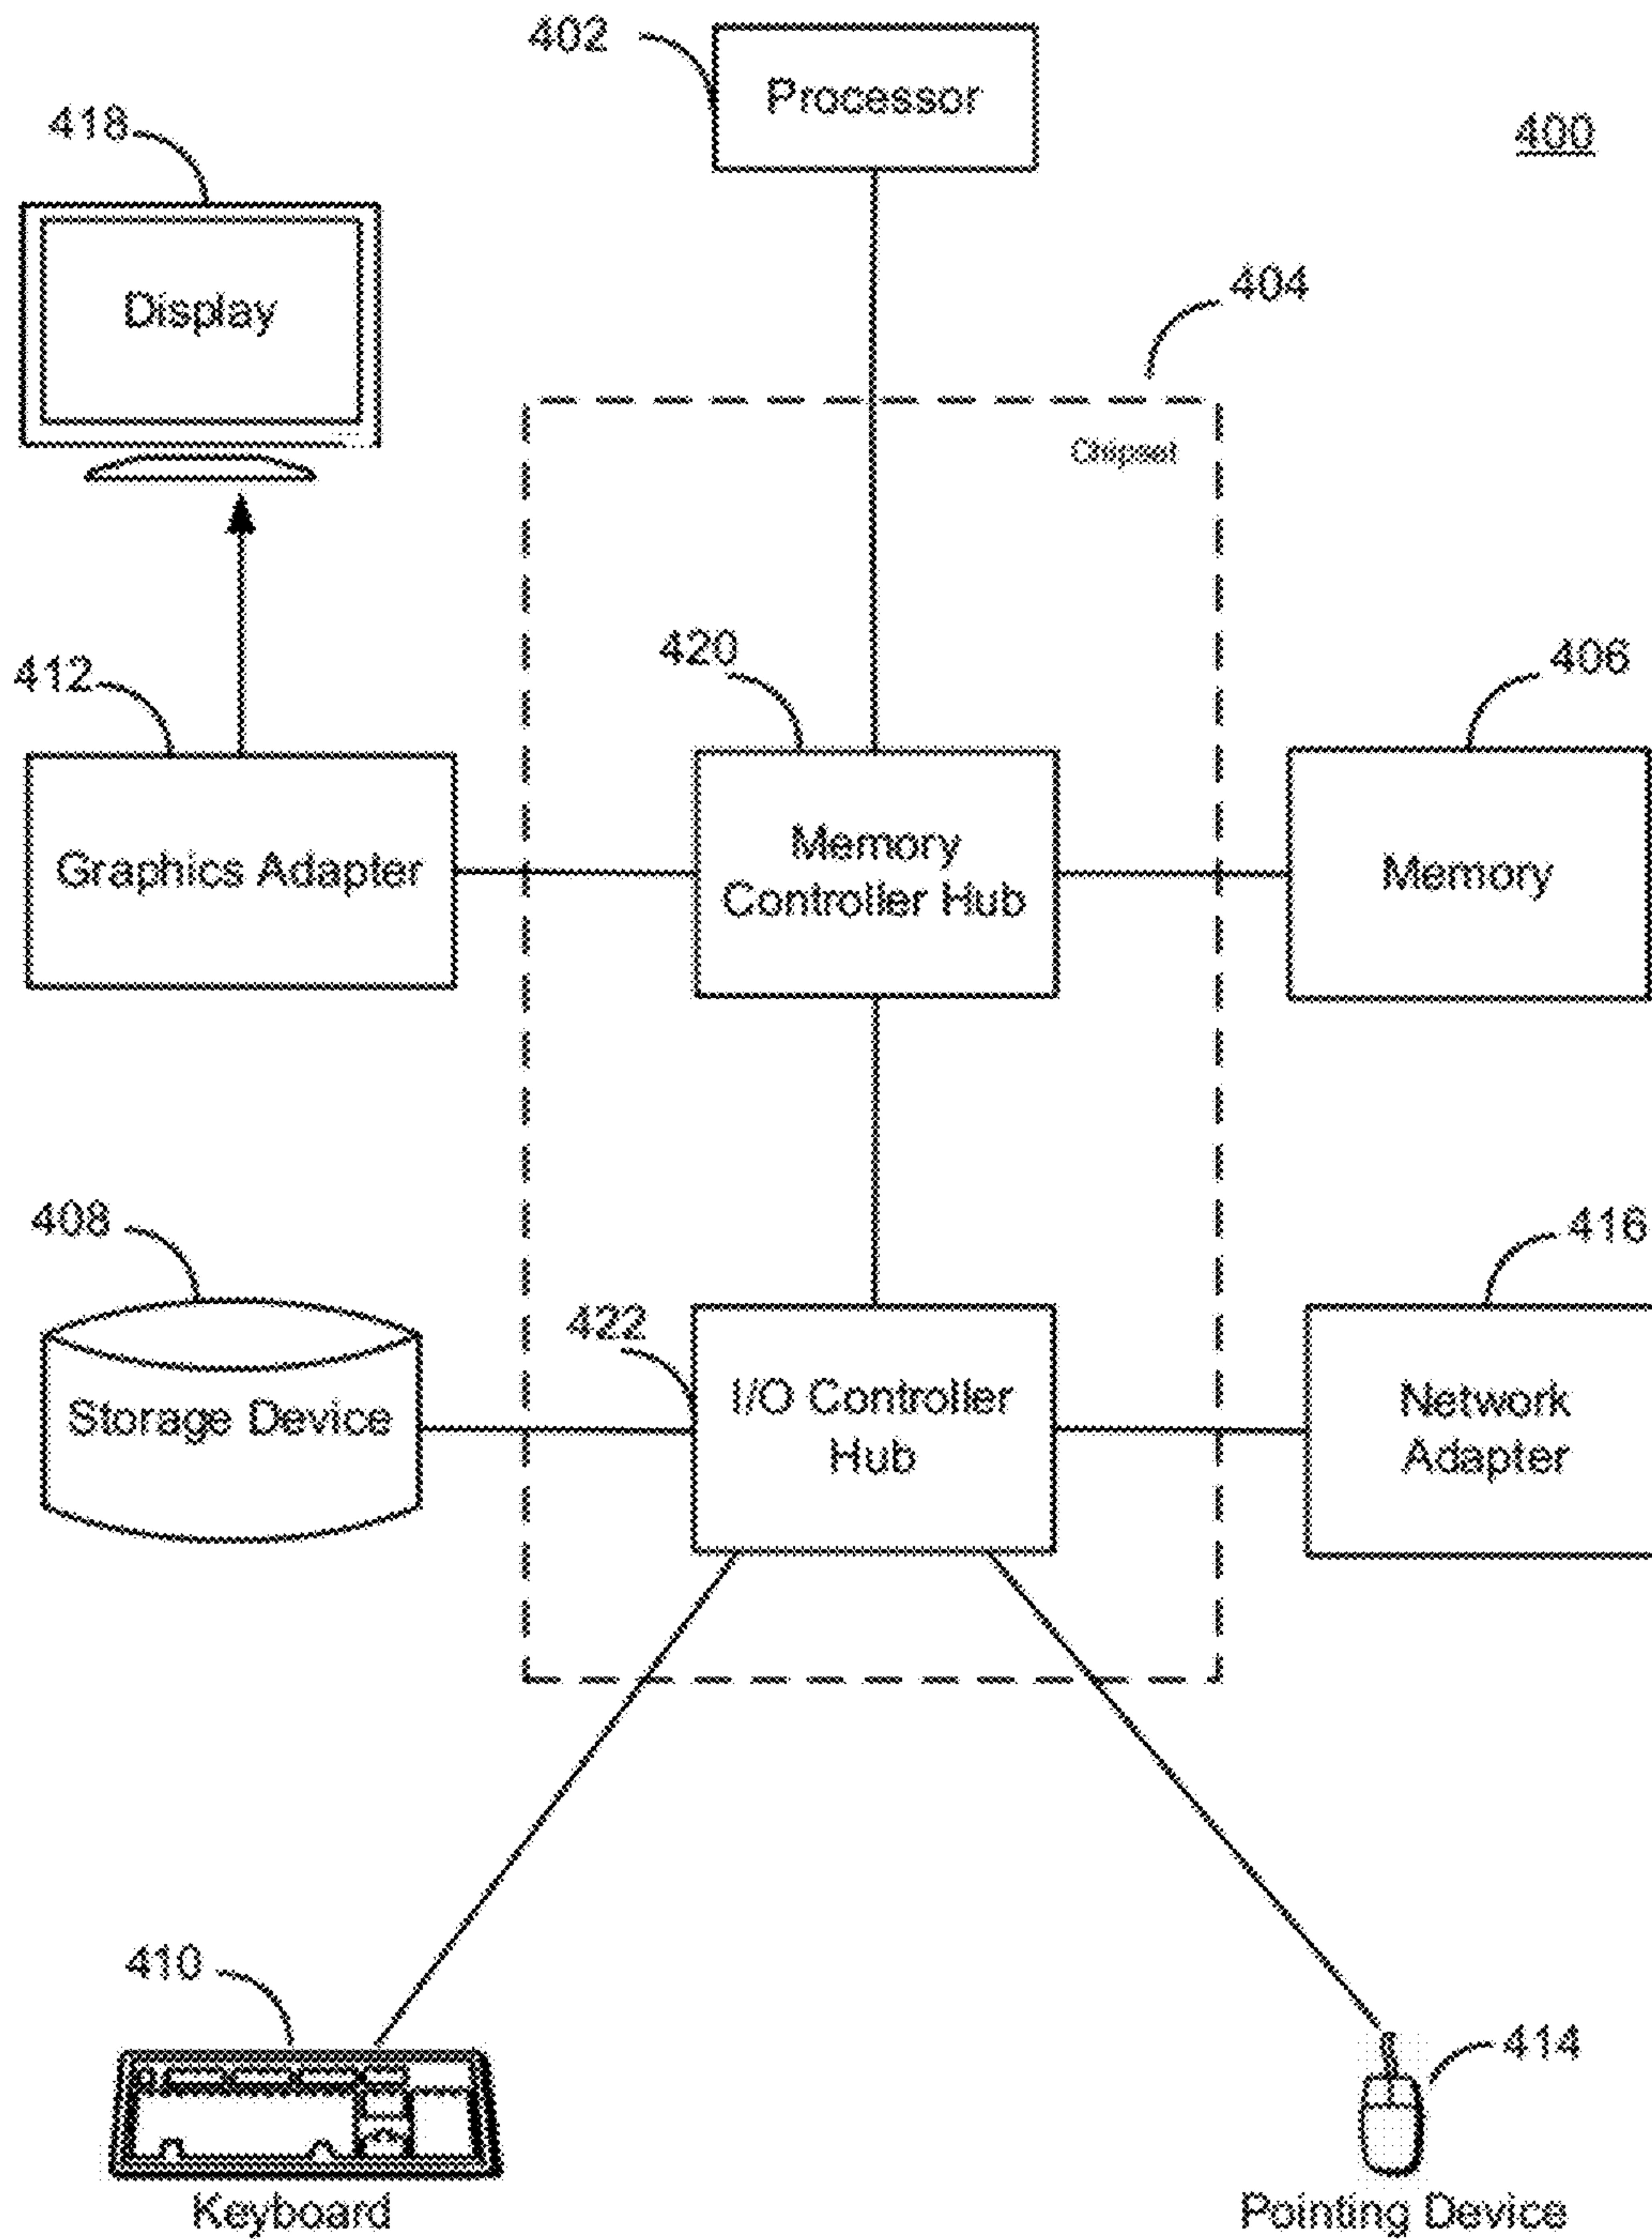 402
Processor
400
418
Display
404
Chipset
412
420
406
Graphics Adapter
Memory
Controller Hub
Memory
408
422
416
Storage Device
I/O Controller
Hub
Network
Adapter
410
414
Keyboard
Pointing Device